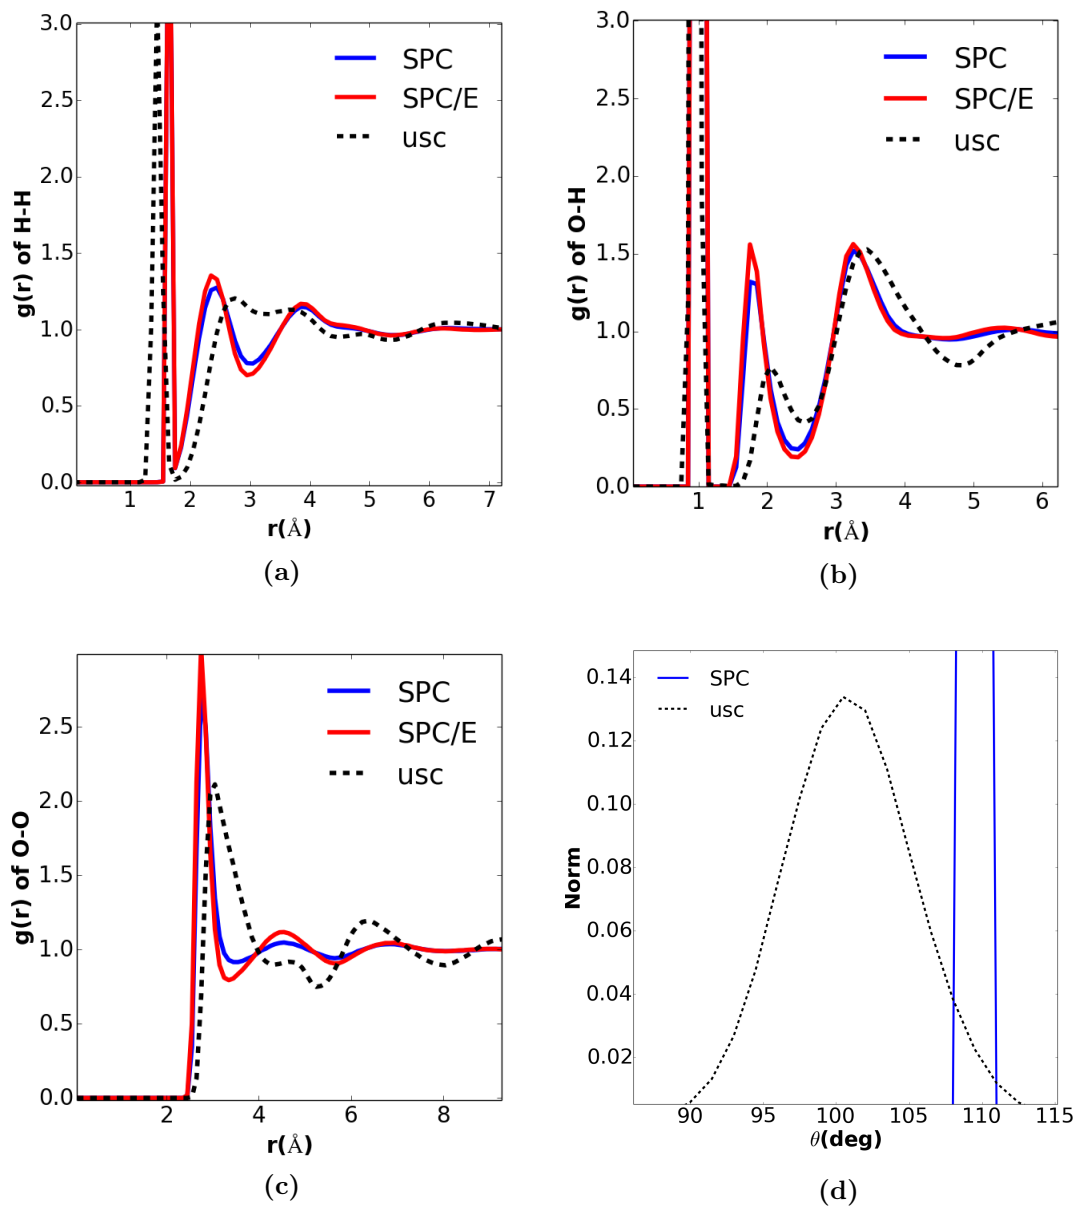 3.0
2.5
2.0
1.5
1.0
0.5
0.0
g(r) of H-H
SPC
SPC/E
usc
1 2 3 4 5 6 7
r(Å)
(a)
3.0
2.5
2.0
1.5
1.0
0.5
0.0
g(r) of O-H
SPC
SPC/E
usc
1 2 3 4 5 6
r(Å)
(b)
2.5
2.0
1.5
1.0
0.5
0.0
g(r) of O-O
SPC
SPC/E
usc
2 4 6 8
r(Å)
(c)
0.14
0.12
0.10
0.08
0.06
0.04
0.02
Norm
SPC
usc
90 95 100 105 110 115
θ(deg)
(d)